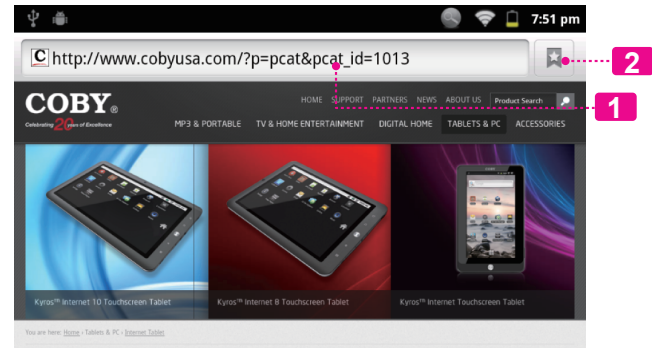 7:51 pm
C http://www.cobyusa.com/?p=pcat&pcat_id=1013
2
1
COBY®
Celebrating 20 Years of Excellence
HOME SUPPORT PARTNERS NEWS ABOUT US Product Search
MP3 & PORTABLE TV & HOME ENTERTAINMENT DIGITAL HOME TABLETS & PC ACCESSORIES
Kyros™ Internet 10 Touchscreen Tablet
Kyros™ Internet 8 Touchscreen Tablet
Kyros™ Internet Touchscreen Tablet
You are here: Home › Tablets & PC › Internet Tablet